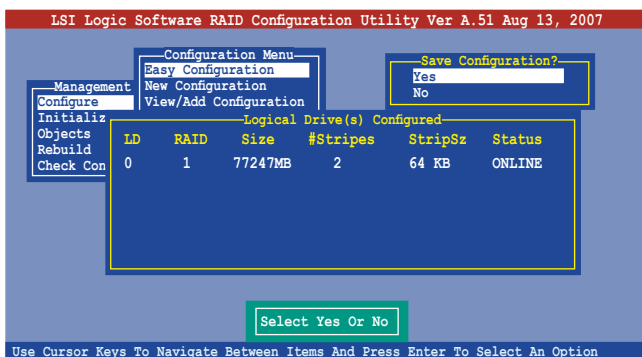 LSI Logic Software RAID Configuration Utility Ver A.51 Aug 13, 2007
Configuration Menu
Easy Configuration
New Configuration
View/Add Configuration
Save Configuration?
Yes
No
Management
Configure
Initializ
Objects
Rebuild
Check Con
Logical Drive(s) Configured
LD RAID Size #Stripes StripSz Status
0 1 77247MB 2 64 KB ONLINE
Select Yes Or No
Use Cursor Keys To Navigate Between Items And Press Enter To Select An Option